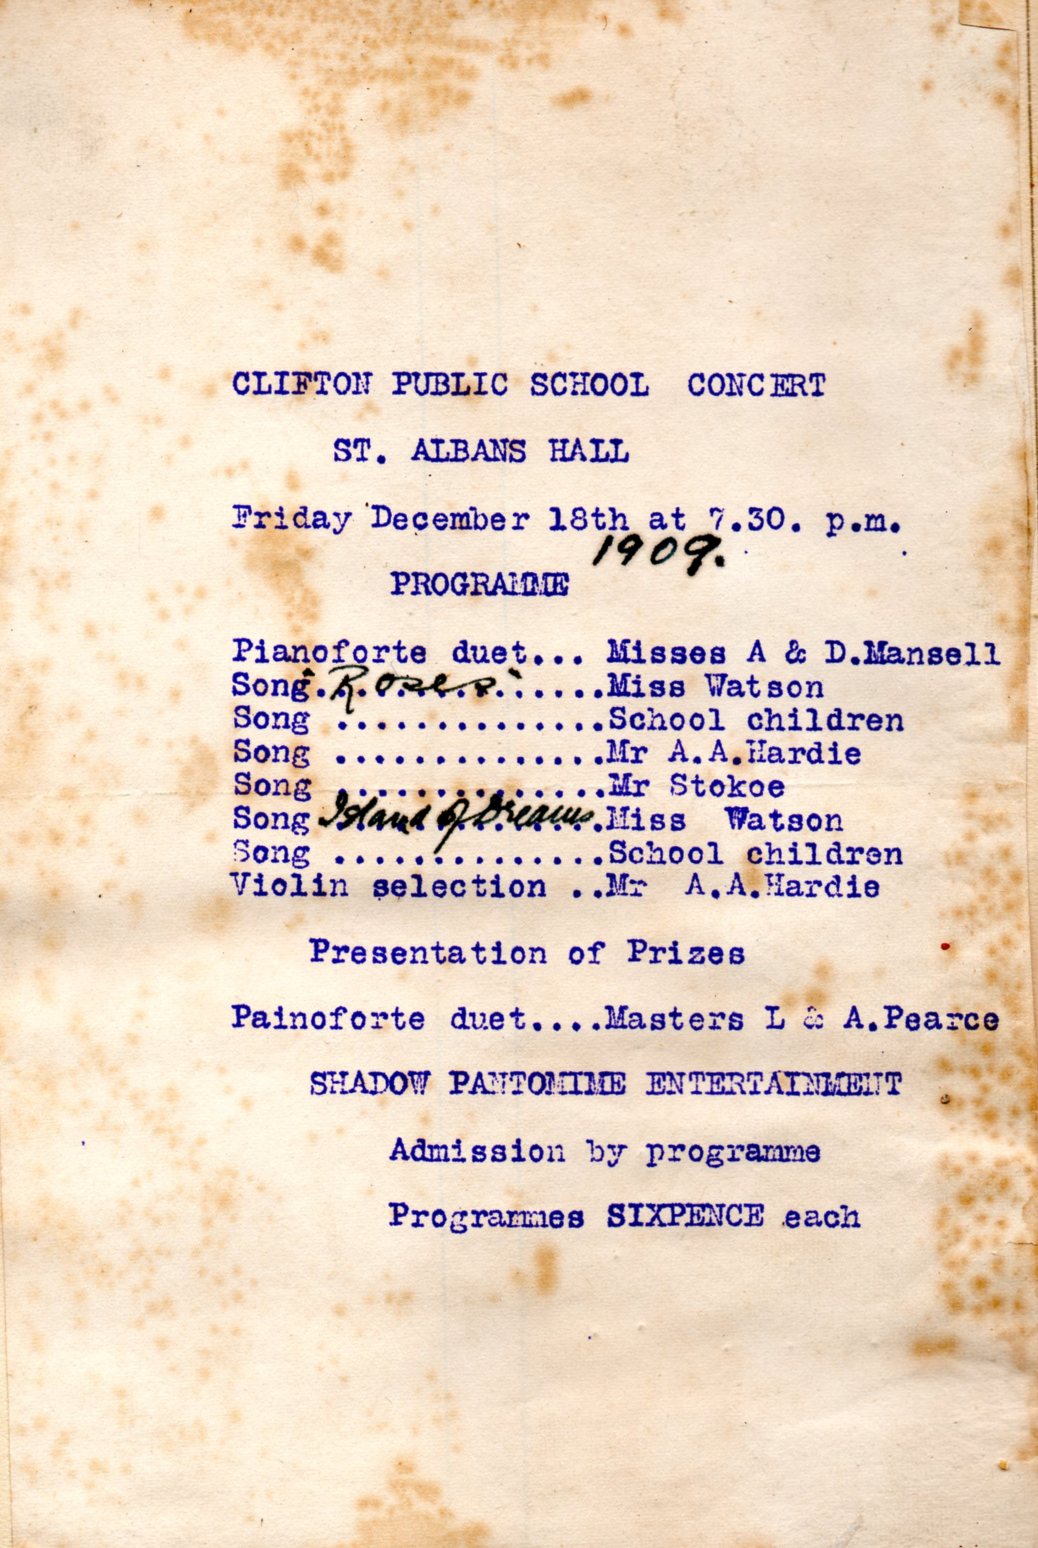 CLIFTON PUBLIC SCHOOL CONCERT
ST. ALBANS HALL
Friday December 18th at 7.30. p.m.
1909.
PROGRAMME
Pianoforte duet... Misses A & D.Mansell
Song. Roses ......Miss Watson
Song ..............School children
Song ..............Mr A.A.Hardie
Song ..............Mr Stokoe
Song Island of Dreams.Miss Watson
Song ..............School children
Violin selection ..Mr A.A.Hardie
Presentation of Prizes
Painoforte duet....Masters L & A.Pearce
SHADOW PANTOMIME ENTERTAINMENT
Admission by programme
Programmes SIXPENCE each